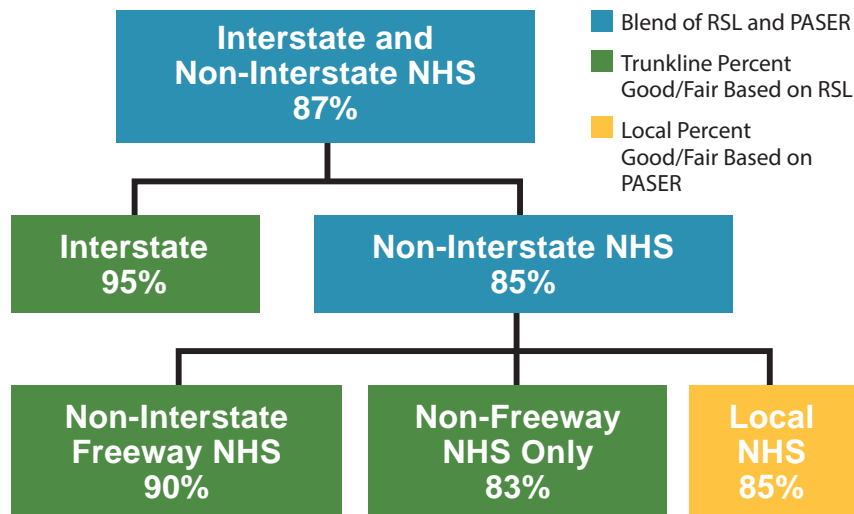 Interstate and
Non-Interstate NHS
87%
Blend of RSL and PASER
Trunkline Percent
Good/Fair Based on RSL
Local Percent
Good/Fair Based on
PASER
Interstate
95%
Non-Interstate NHS
85%
Non-Interstate
Freeway NHS
90%
Non-Freeway
NHS Only
83%
Local
NHS
85%